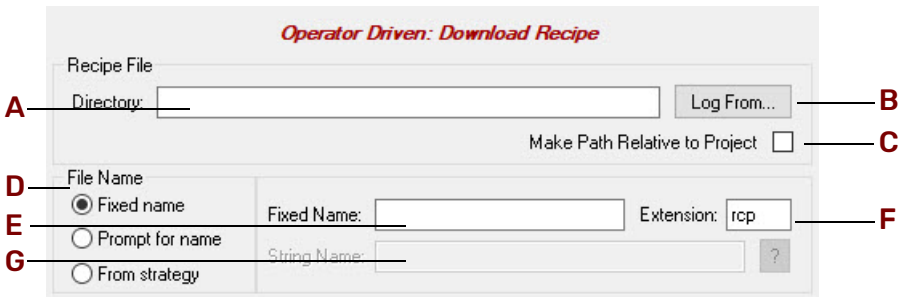 Operator Driven: Download Recipe
Recipe File
A Directory: Log From... B
Make Path Relative to Project C
D File Name
Fixed name
E Fixed Name: Extension: rcp F
Prompt for name
G String Name: ?
From strategy